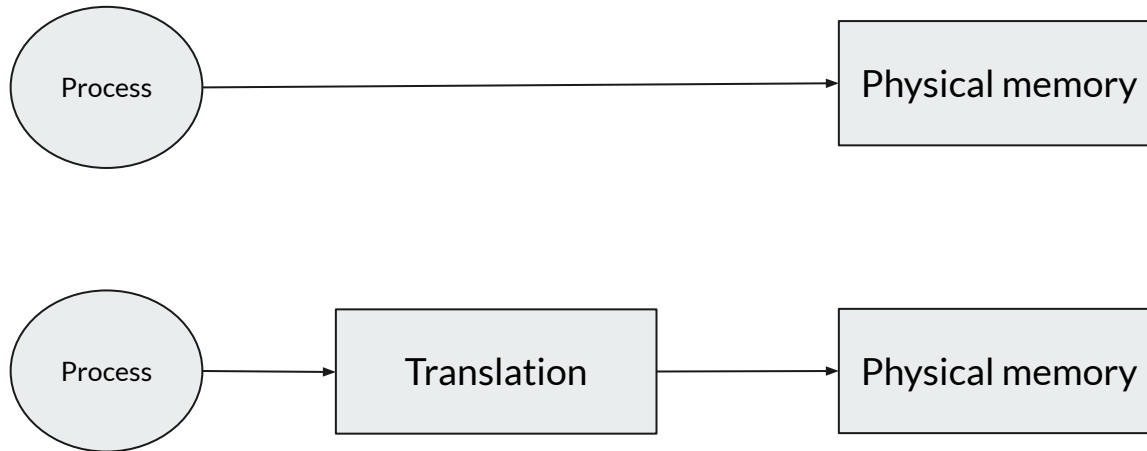 Process
Physical memory
Process
Translation
Physical memory